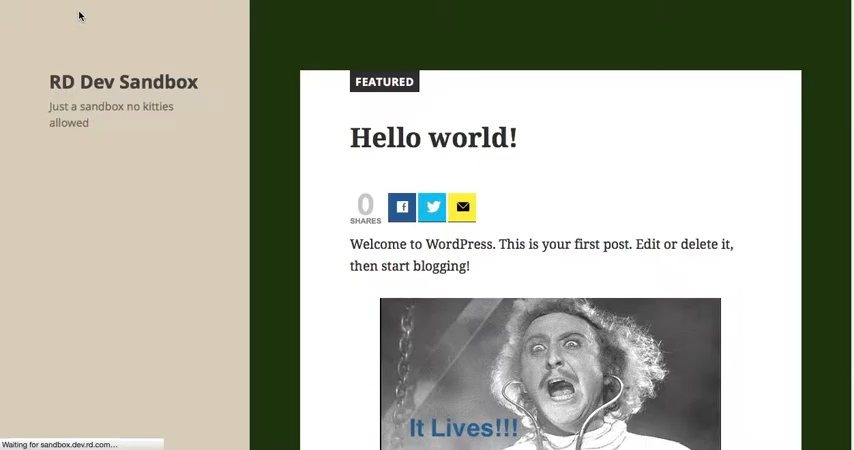 RD Dev Sandbox
Just a sandbox no kitties
allowed
FEATURED
Hello world!
0
SHARES
Welcome to WordPress. This is your first post. Edit or delete it,
then start blogging!
It Lives!!!
Waiting for sandbox.dev.rd.com...